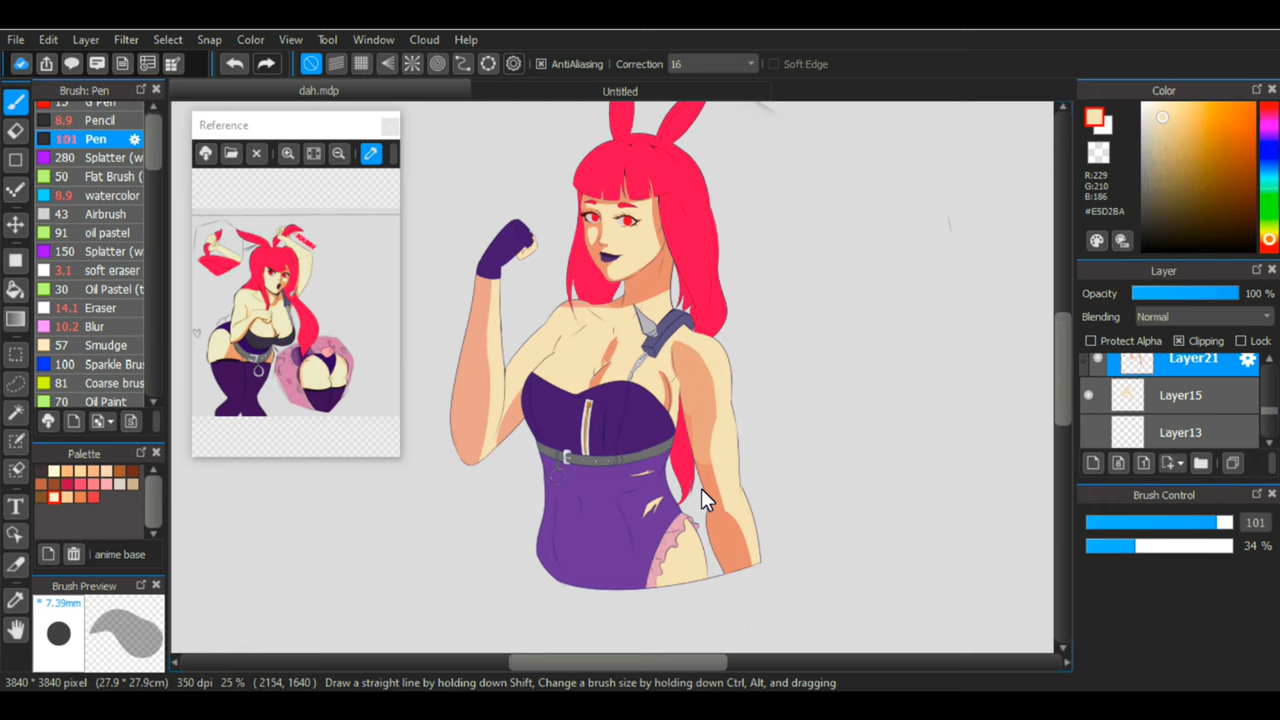 File Edit Layer Filter Select Snap Color View Tool Window Cloud Help
AntiAliasing Correction 16 Soft Edge
Brush: Pen
dah.mdp Untitled
Color
15 G Pen
8.9 Pencil
101 Pen
280 Splatter (w
50 Flat Brush (
8.9 watercolor
43 Airbrush
91 oil pastel
150 Splatter (w
3.1 soft eraser
30 Oil Pastel (t
14.1 Eraser
10.2 Blur
57 Smudge
100 Sparkle Bru
81 Coarse brus
70 Oil Paint
Reference
R:229
G:210
B:186
#E5D2BA
Layer
Opacity 100 %
Blending Normal
Protect Alpha Clipping Lock
Layer21
Layer15
Layer13
Palette
anime base
Brush Control
101
34 %
Brush Preview
* 7.39mm
3840 * 3840 pixel (27.9 * 27.9cm) 350 dpi 25 % ( 2154, 1640 ) Draw a straight line by holding down Shift, Change a brush size by holding down Ctrl, Alt, and dragging